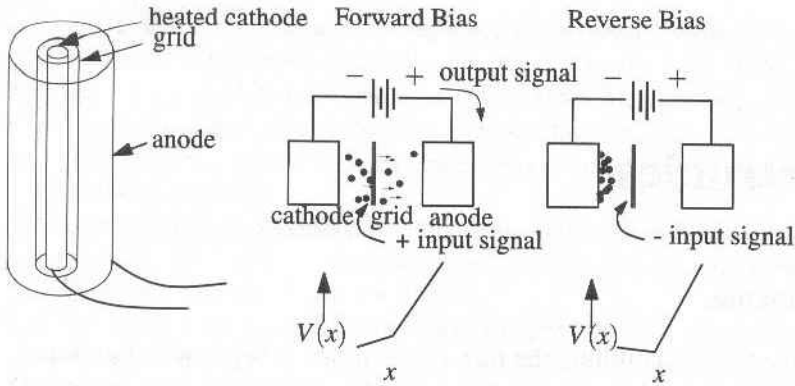 heated cathode
grid
anode
Forward Bias
− +
output signal
cathode grid anode
+ input signal
V(x)
x
Reverse Bias
− +
- input signal
V(x)
x